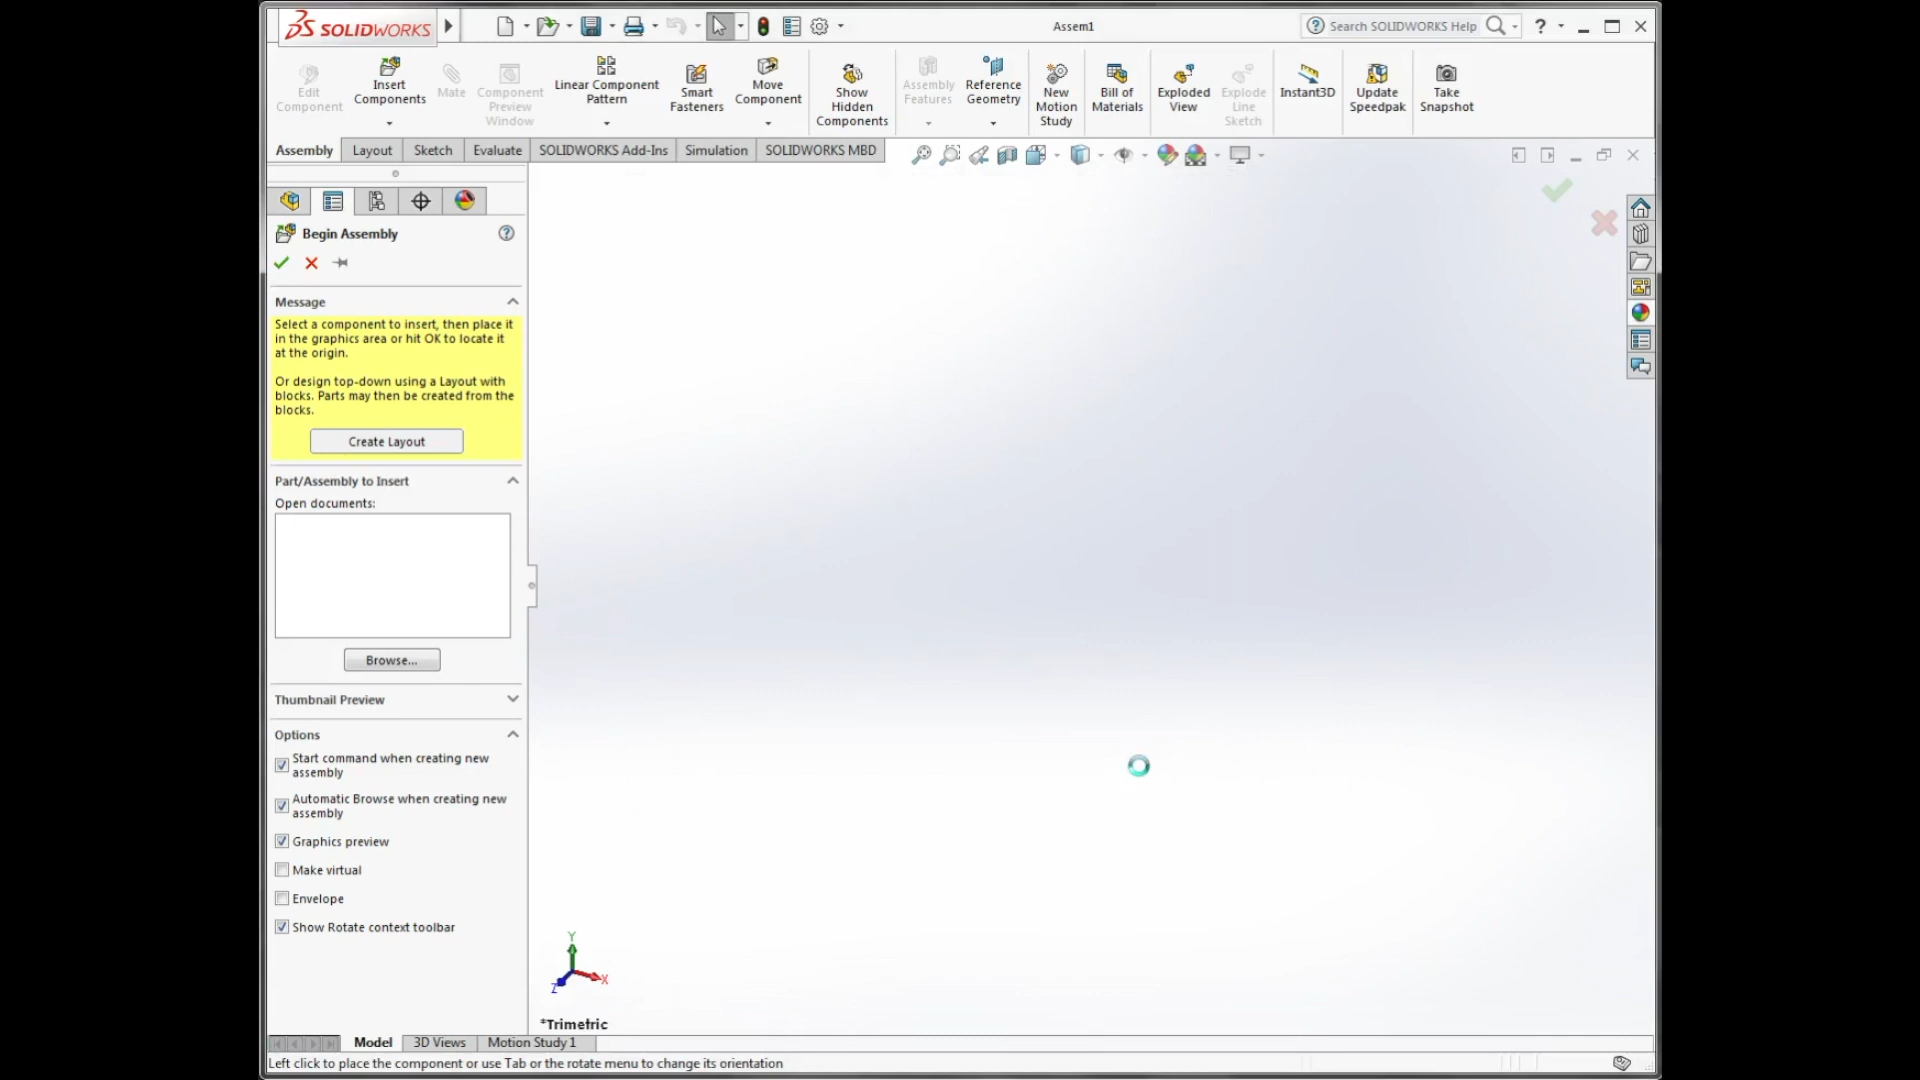 SOLIDWORKS
Assem1
Search SOLIDWORKS Help
?
Edit Component
Insert Components
Mate
Component Preview Window
Linear Component Pattern
Smart Fasteners
Move Component
Show Hidden Components
Assembly Features
Reference Geometry
New Motion Study
Bill of Materials
Exploded View
Explode Line Sketch
Instant3D
Update Speedpak
Take Snapshot
Assembly Layout Sketch Evaluate SOLIDWORKS Add-Ins Simulation SOLIDWORKS MBD
Begin Assembly
Message
Select a component to insert, then place it
in the graphics area or hit OK to locate it
at the origin.
Or design top-down using a Layout with
blocks. Parts may then be created from the
blocks.
Create Layout
Part/Assembly to Insert
Open documents:
Browse...
Thumbnail Preview
Options
Start command when creating new
assembly
Automatic Browse when creating new
assembly
Graphics preview
Make virtual
Envelope
Show Rotate context toolbar
Y
X
Z
*Trimetric
Model 3D Views Motion Study 1
Left click to place the component or use Tab or the rotate menu to change its orientation